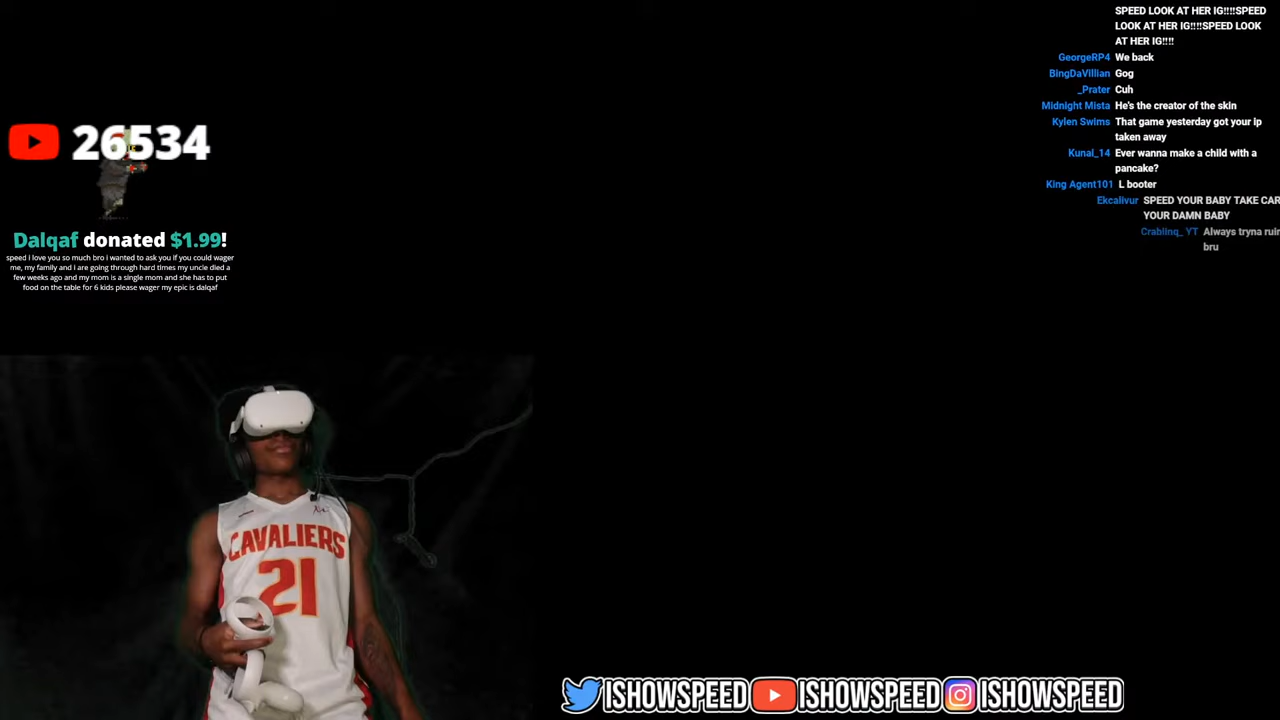 SPEED LOOK AT HER IG!!!!SPEED
LOOK AT HER IG!!!!SPEED LOOK
AT HER IG!!!!
GeorgeRP4 We back
BingDaVillian Gog
_Prater Cuh
Midnight Mista He's the creator of the skin
Kylen Swims That game yesterday got your ip
taken away
Kunal_14 Ever wanna make a child with a
pancake?
King Agent101 L booter
Ekcalivur SPEED YOUR BABY TAKE CAR
YOUR DAMN BABY
Crablinq_ YT Always tryna ruin
bru
26534
Dalqaf donated $1.99!
speed i love you so much bro i wanted to ask you if you could wager
me, my family and i are going through hard times my uncle died a
few weeks ago and my mom is a single mom and she has to put
food on the table for 6 kids please wager my epic is dalqaf
CAVALIERS
21
ISHOWSPEED ISHOWSPEED ISHOWSPEED